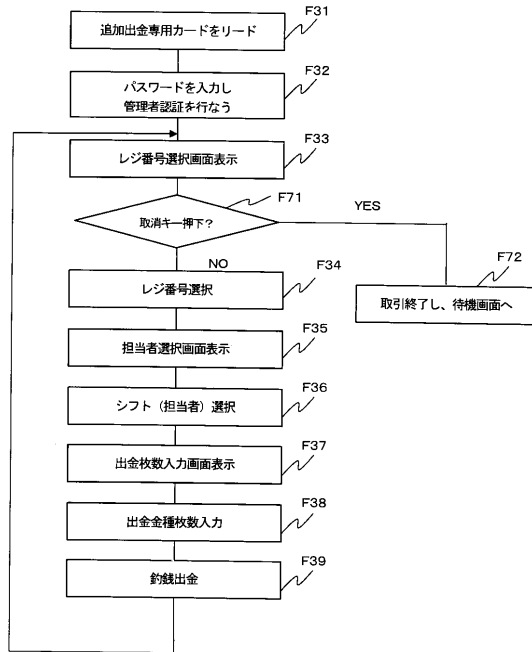 F31
追加出金専用カードをリード
F32
パスワードを入力し
管理者認証を行なう
F33
レジ番号選択画面表示
F71
取消キー押下?
YES
NO
F72
取引終了し、待機画面へ
F34
レジ番号選択
F35
担当者選択画面表示
F36
シフト（担当者）選択
F37
出金枚数入力画面表示
F38
出金金種枚数入力
F39
釣銭出金